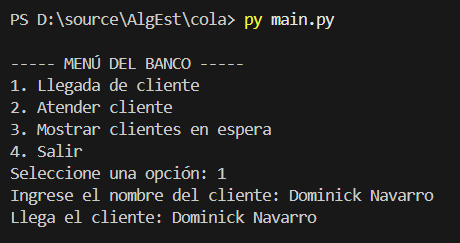 PS D:\source\AlgEst\cola> py main.py
----- MENÚ DEL BANCO -----
1. Llegada de cliente
2. Atender cliente
3. Mostrar clientes en espera
4. Salir
Seleccione una opción: 1
Ingrese el nombre del cliente: Dominick Navarro
Llega el cliente: Dominick Navarro